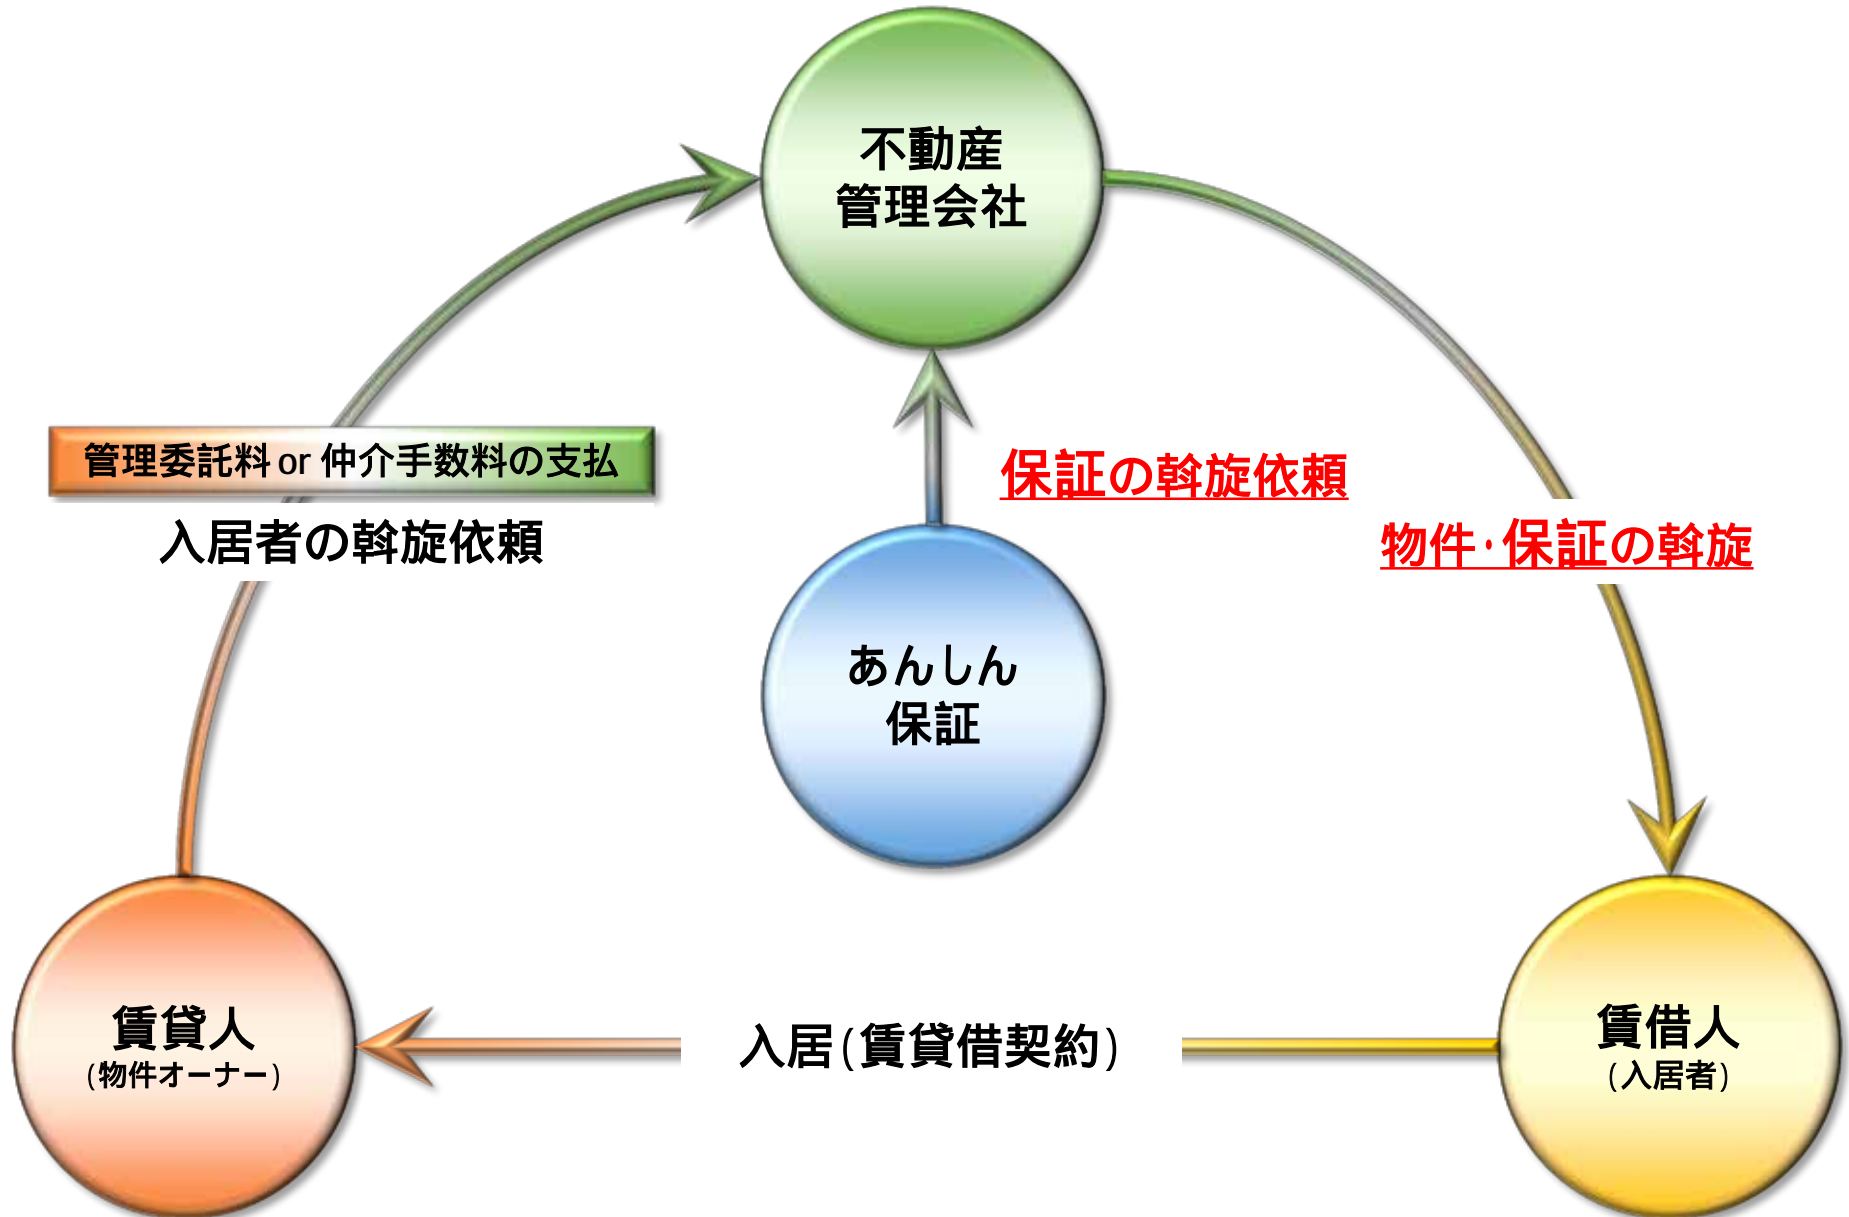 不動産
管理会社
管理委託料 or 仲介手数料の支払
入居者の斡旋依頼
保証の斡旋依頼
物件・保証の斡旋
あんしん
保証
賃貸人
(物件オーナー)
入居(賃貸借契約)
賃借人
(入居者)